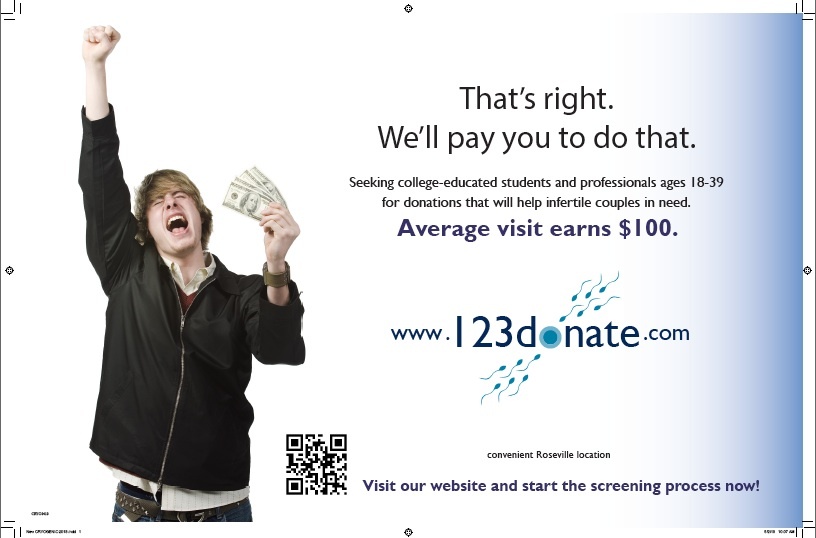 That's right.
We'll pay you to do that.
Seeking college-educated students and professionals ages 18-39
for donations that will help infertile couples in need.
Average visit earns $100.
www.123donate.com
convenient Roseville location
Visit our website and start the screening process now!